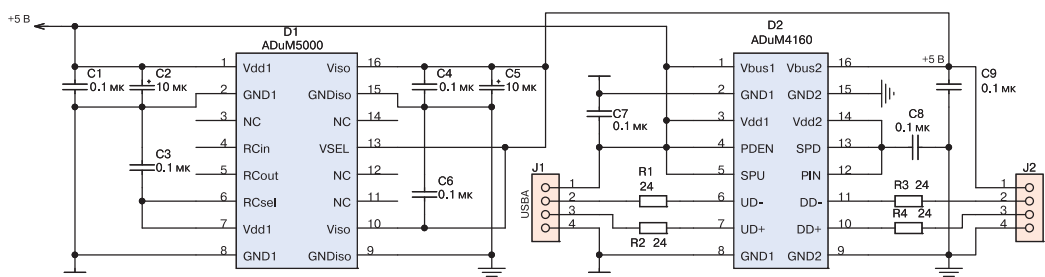 +5 В
D1
ADuM5000
1 Vdd1 Viso 16
2 GND1 GNDiso 15
3 NC NC 14
4 RCin VSEL 13
5 RCout NC 12
6 RCsel NC 11
7 Vdd1 Viso 10
8 GND1 GNDiso 9
C1
0.1 мк
C2
10 мк
+
C3
0.1 мк
C4
0.1 мк
C5
10 мк
+
C6
0.1 мк
D2
ADuM4160
1 Vbus1 Vbus2 16
2 GND1 GND2 15
3 Vdd1 Vdd2 14
4 PDEN SPD 13
5 SPU PIN 12
6 UD- DD- 11
7 UD+ DD+ 10
8 GND1 GND2 9
+5 В
C7
0.1 мк
C8
0.1 мк
C9
0.1 мк
J1
USBA
1
2
3
4
R1
24
R2 24
R3 24
R4 24
J2
1
2
3
4